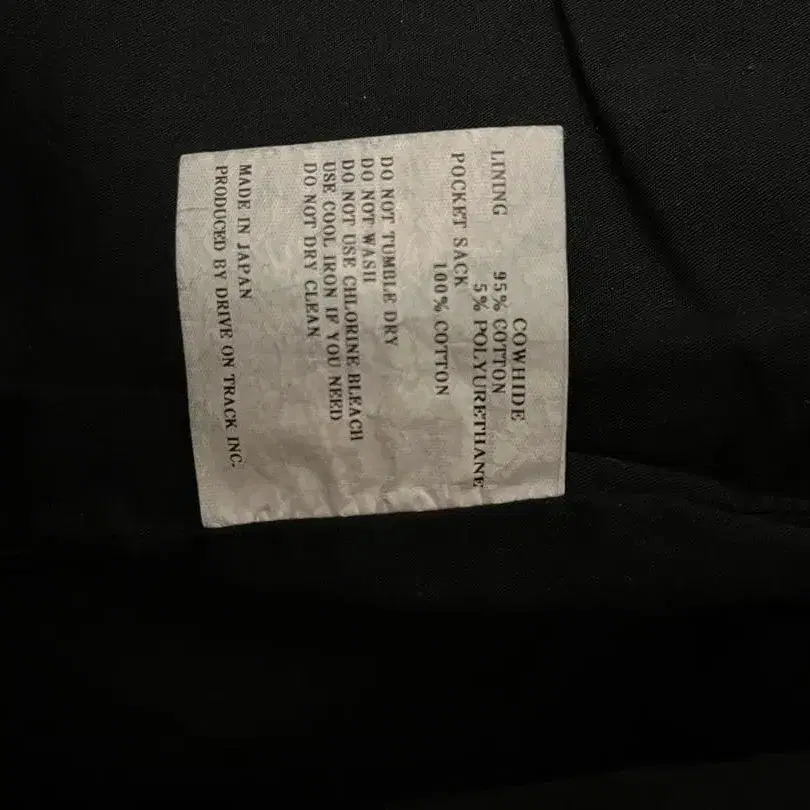 COWHIDE
LINING 95% COTTON
5% POLYURETHANE
POCKET SACK
100% COTTON
DO NOT TUMBLE DRY
DO NOT WASH
DO NOT USE CHLORINE BLEACH
USE COOL IRON IF YOU NEED
DO NOT DRY CLEAN
MADE IN JAPAN
PRODUCED BY DRIVE ON TRACK INC.